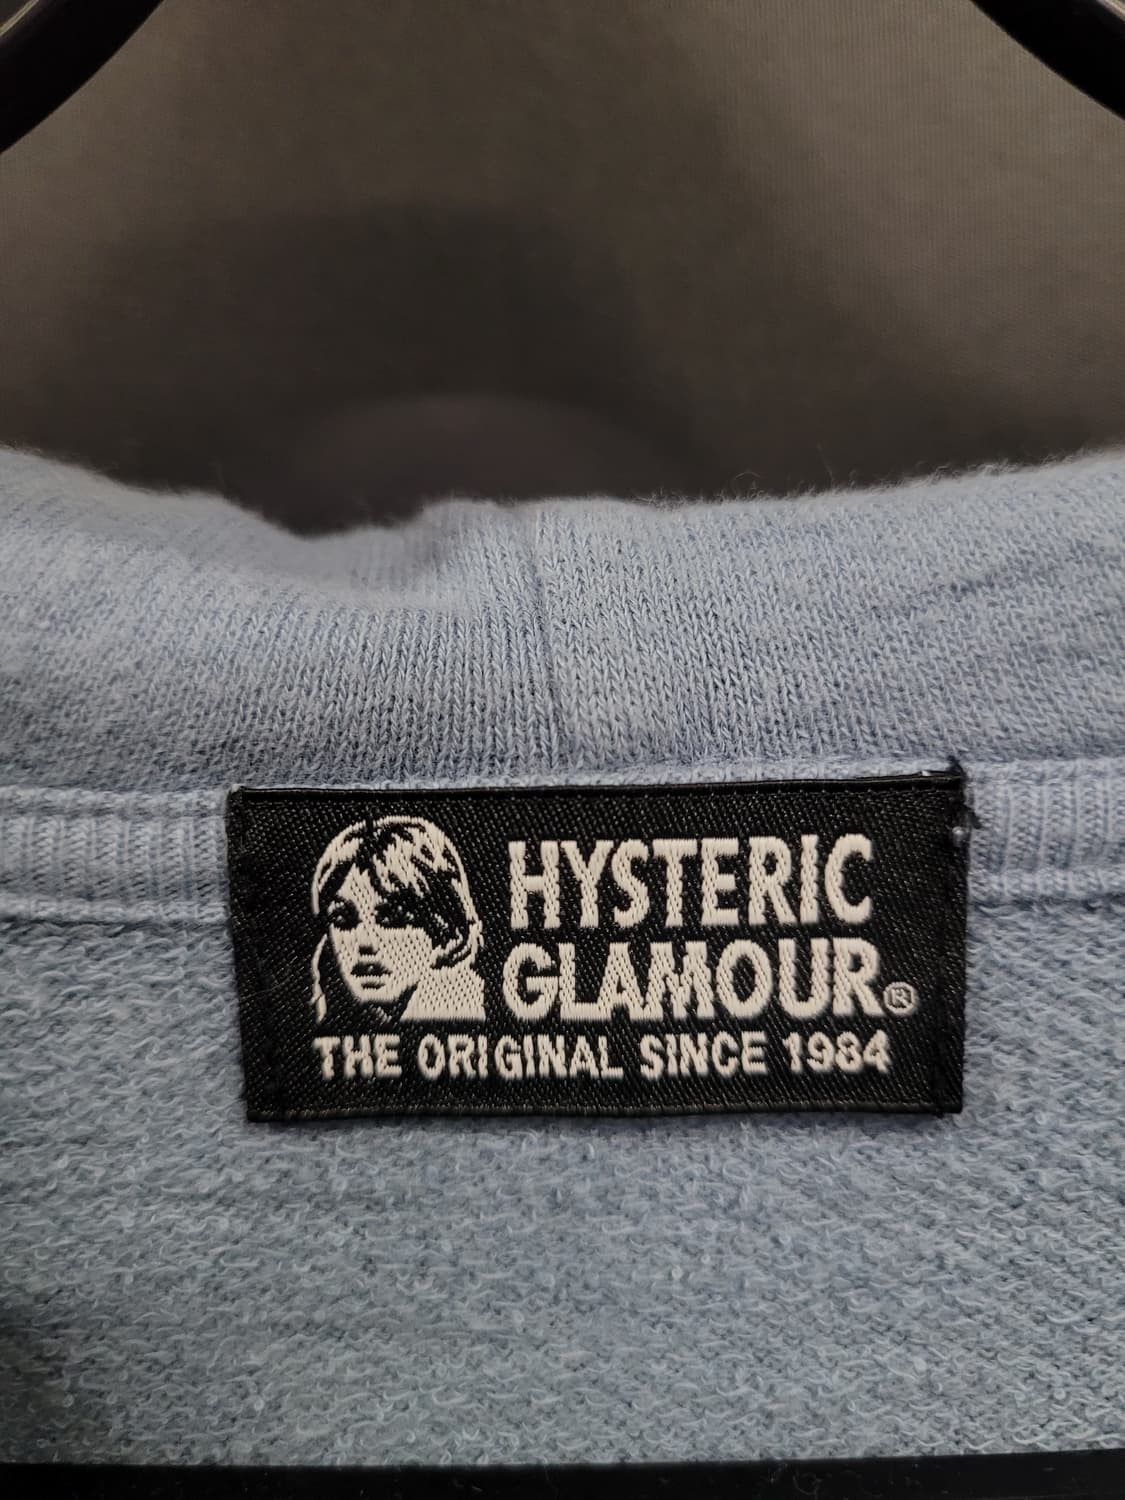 HYSTERIC
GLAMOUR®
THE ORIGINAL SINCE 1984